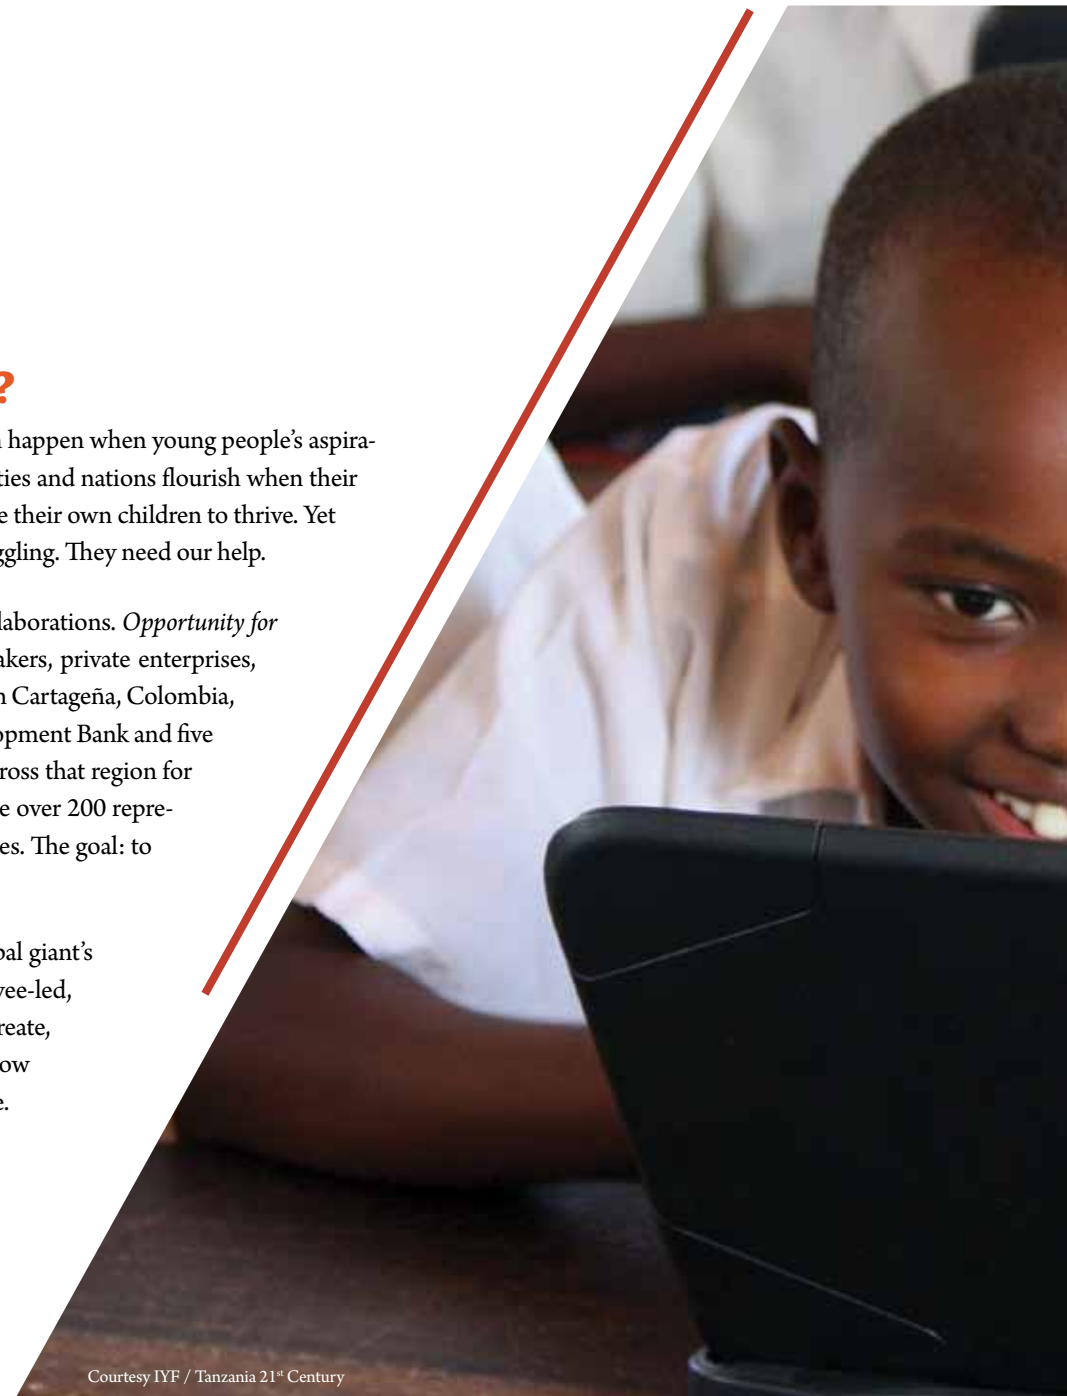 ?
happen when young people’s aspira-
ties and nations flourish when their
e their own children to thrive. Yet
ggling. They need our help.
laborations. Opportunity for
akers, private enterprises,
n Cartageña, Colombia,
opment Bank and five
ross that region for
e over 200 repre-
es. The goal: to
bal giant’s
yee-led,
reate,
ow
e.
Courtesy IYF / Tanzania 21st Century